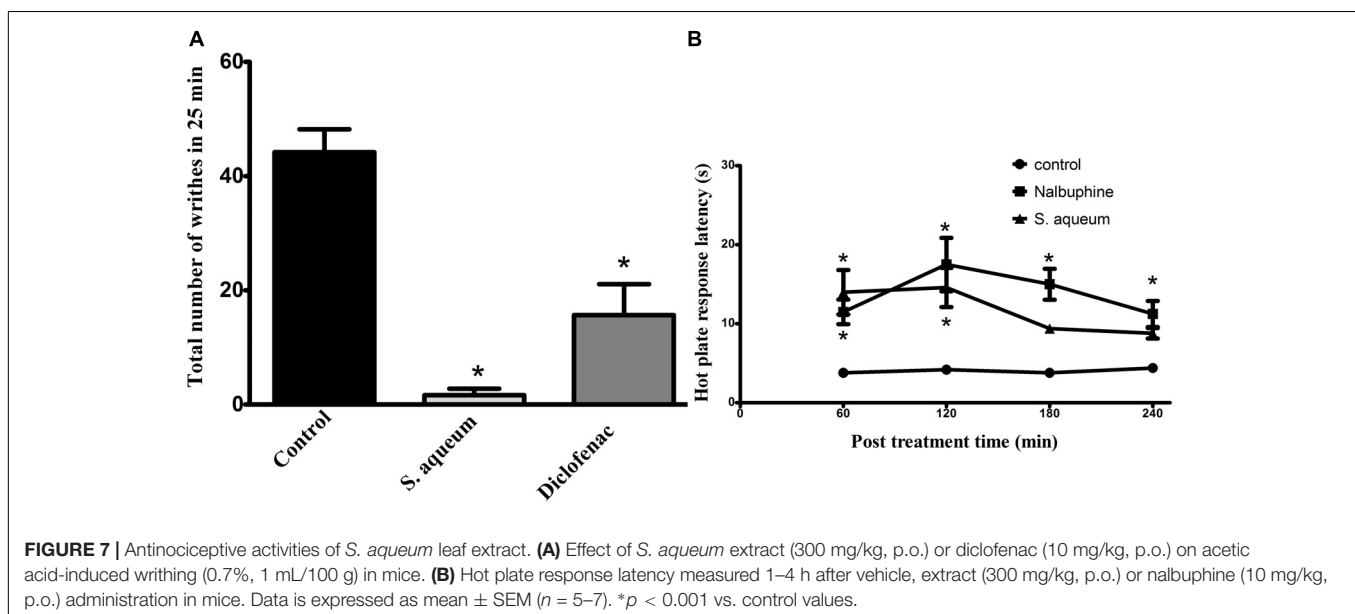 A
Total number of writhes in 25 min
60
40
20
0
*
*
Control
S. aqueum
Diclofenac
B
Hot plate response latency (s)
30
20
10
0
control
Nalbuphine
S. aqueum
*
*
*
*
*
*
0
60
120
180
240
Post treatment time (min)
FIGURE 7 | Antinociceptive activities of S. aqueum leaf extract. (A) Effect of S. aqueum extract (300 mg/kg, p.o.) or diclofenac (10 mg/kg, p.o.) on acetic
acid-induced writhing (0.7%, 1 mL/100 g) in mice. (B) Hot plate response latency measured 1–4 h after vehicle, extract (300 mg/kg, p.o.) or nalbuphine (10 mg/kg,
p.o.) administration in mice. Data is expressed as mean ± SEM (n = 5–7). *p < 0.001 vs. control values.